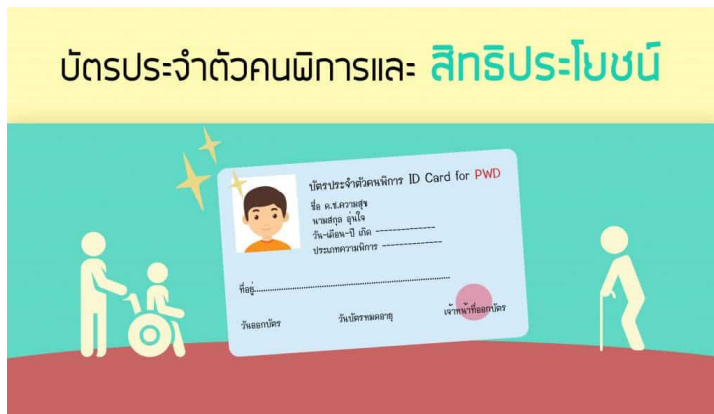 บัตรประจำตัวคนพิการและ สิทธิประโยชน์
บัตรประจำตัวคนพิการ ID Card for PWD
ชื่อ ด.ช.ความสุข
นามสกุล อุ่นใจ
วัน-เดือน-ปี เกิด --------------
ประเภทความพิการ --------------
ที่อยู่..........................................................
วันออกบัตร วันบัตรหมดอายุ เจ้าหน้าที่ออกบัตร